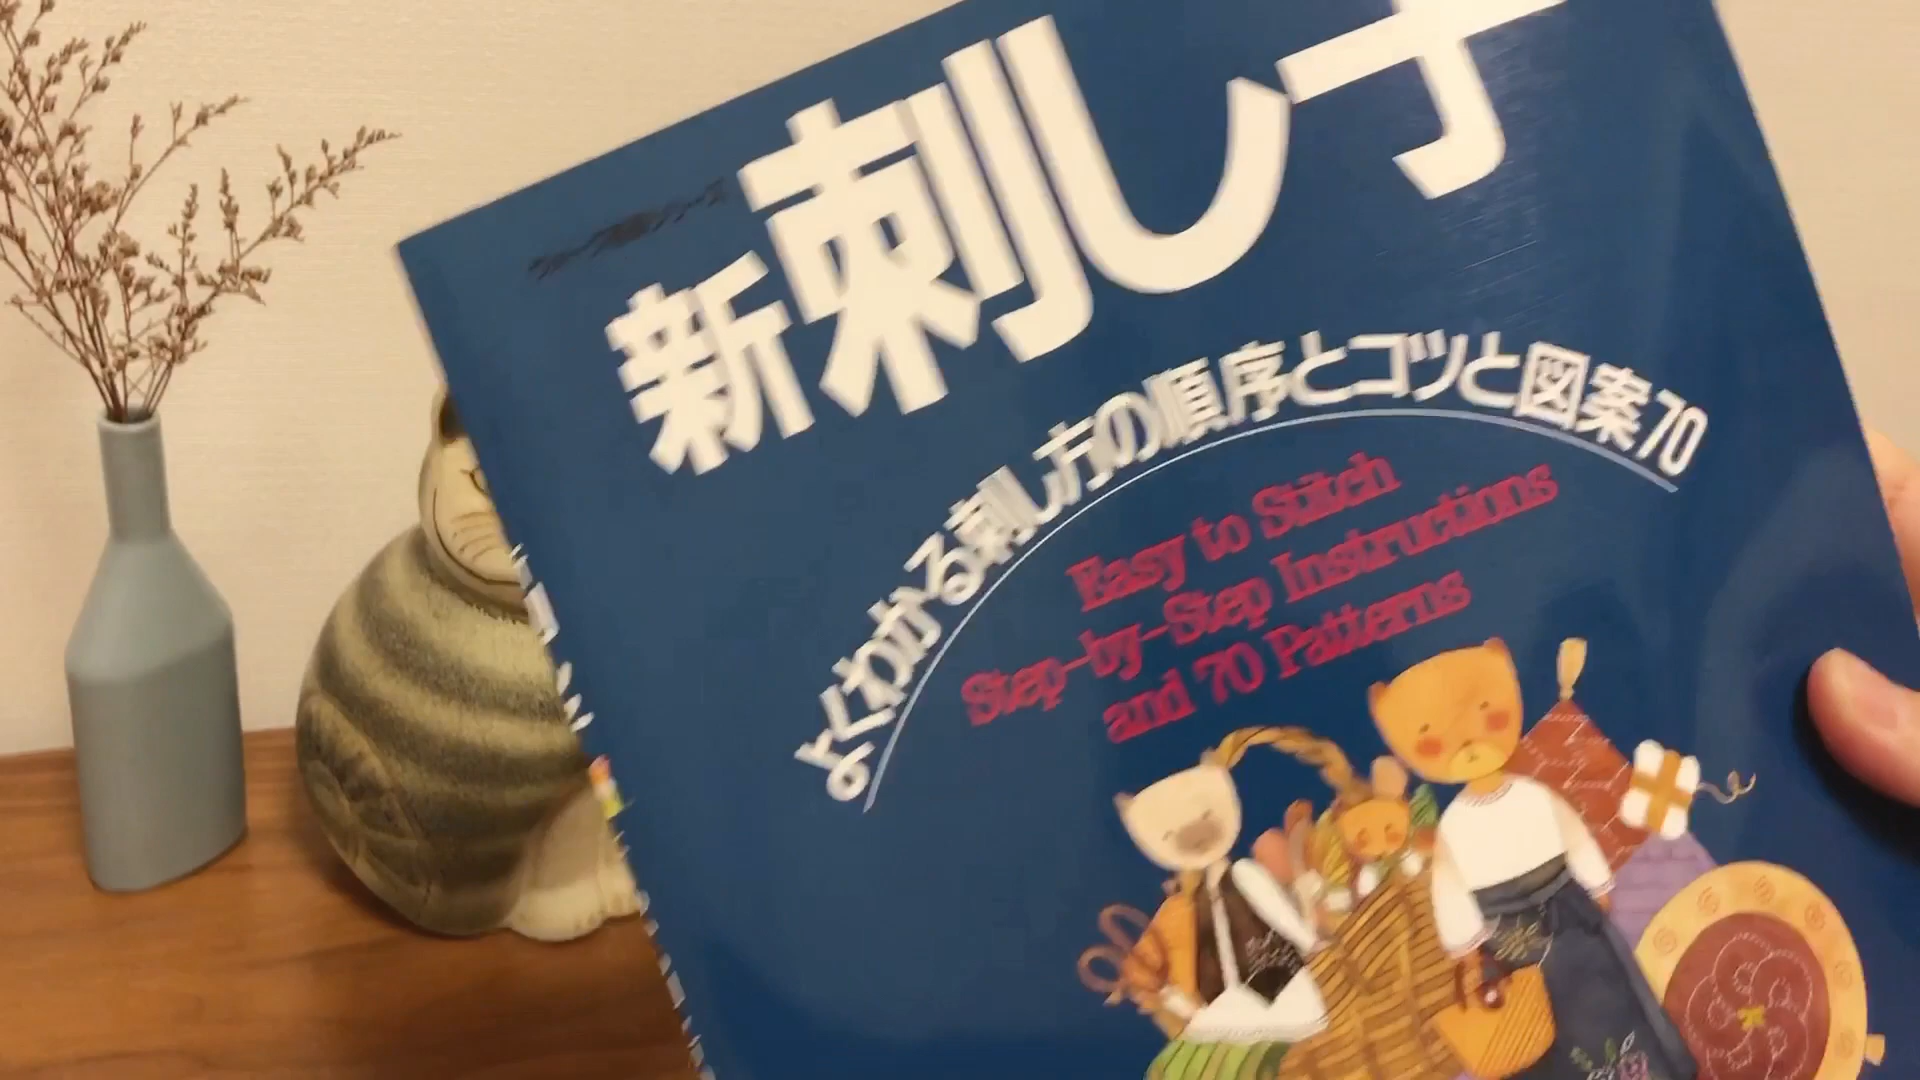 新刺し子
よくわかる刺し方の順序とコツと図案70
Easy to Stitch
Step-by-Step Instructions
and 70 Patterns